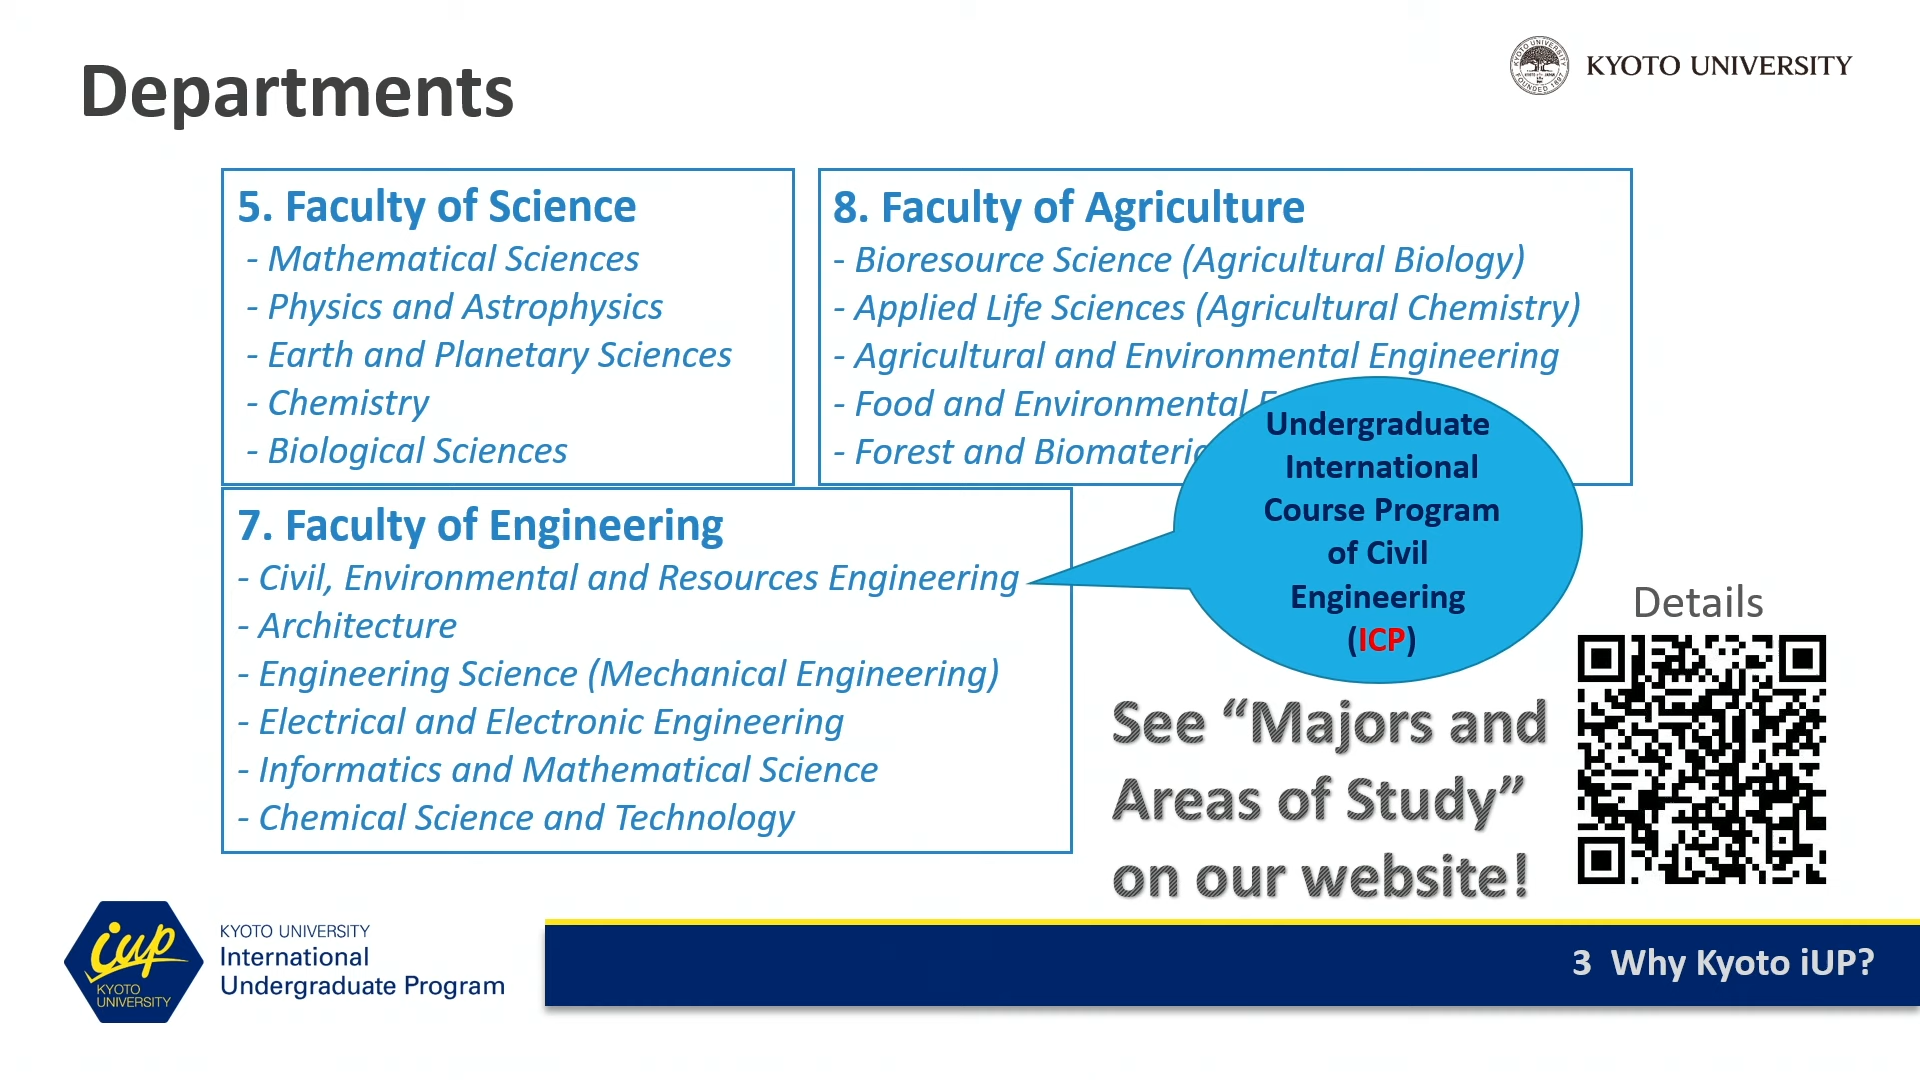 Departments
KYOTO UNIVERSITY
5. Faculty of Science
- Mathematical Sciences
- Physics and Astrophysics
- Earth and Planetary Sciences
- Chemistry
- Biological Sciences
8. Faculty of Agriculture
- Bioresource Science (Agricultural Biology)
- Applied Life Sciences (Agricultural Chemistry)
- Agricultural and Environmental Engineering
- Food and Environmental
- Forest and
7. Faculty of Engineering
- Civil, Environmental and Resources Engineering
- Architecture
- Engineering Science (Mechanical Engineering)
- Electrical and Electronic Engineering
- Informatics and Mathematical Science
- Chemical Science and Technology
Undergraduate
International
Course Program
of Civil
Engineering
(ICP)
Details
See “Majors and
Areas of Study”
on our website!
iup
KYOTO
UNIVERSITY
KYOTO UNIVERSITY
International
Undergraduate Program
3 Why Kyoto iUP?